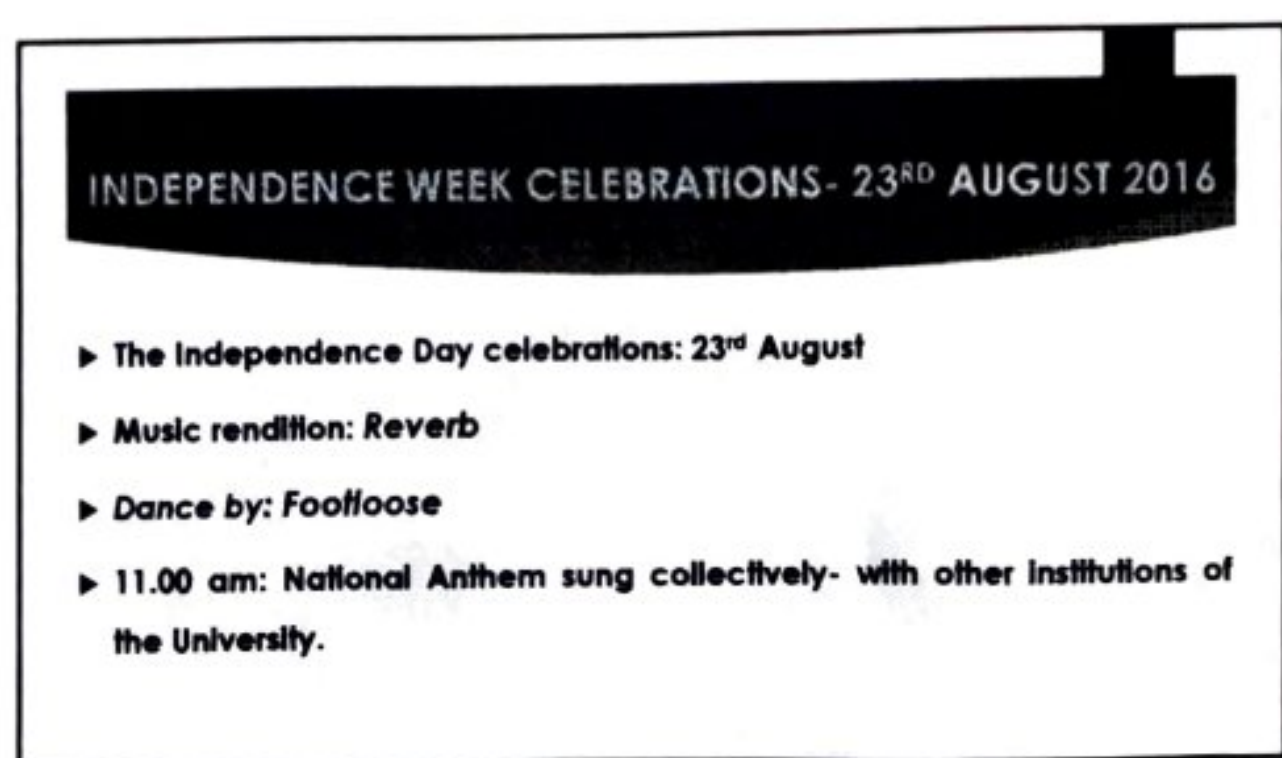 INDEPENDENCE WEEK CELEBRATIONS- 23RD AUGUST 2016
▶ The Independence Day celebrations: 23rd August
▶ Music rendition: Reverb
▶ Dance by: Footloose
▶ 11.00 am: National Anthem sung collectively- with other institutions of
the University.